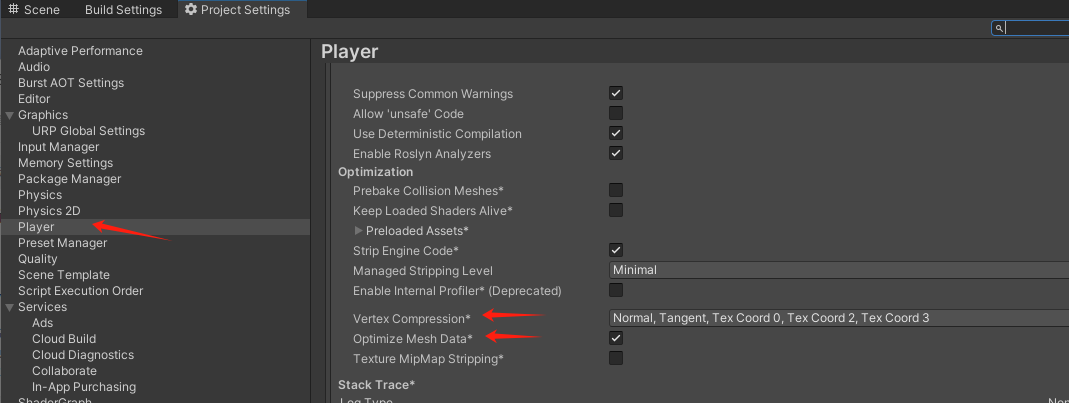 Scene Build Settings Project Settings
Adaptive Performance
Audio
Burst AOT Settings
Editor
Graphics
URP Global Settings
Input Manager
Memory Settings
Package Manager
Physics
Physics 2D
Player
Preset Manager
Quality
Scene Template
Script Execution Order
Services
Ads
Cloud Build
Cloud Diagnostics
Collaborate
In-App Purchasing
ShaderGraph
Player
Suppress Common Warnings
Allow 'unsafe' Code
Use Deterministic Compilation
Enable Roslyn Analyzers
Optimization
Prebake Collision Meshes*
Keep Loaded Shaders Alive*
Preloaded Assets*
Strip Engine Code*
Managed Stripping Level Minimal
Enable Internal Profiler* (Deprecated)
Vertex Compression* Normal, Tangent, Tex Coord 0, Tex Coord 2, Tex Coord 3
Optimize Mesh Data*
Texture MipMap Stripping*
Stack Trace*
Log Type